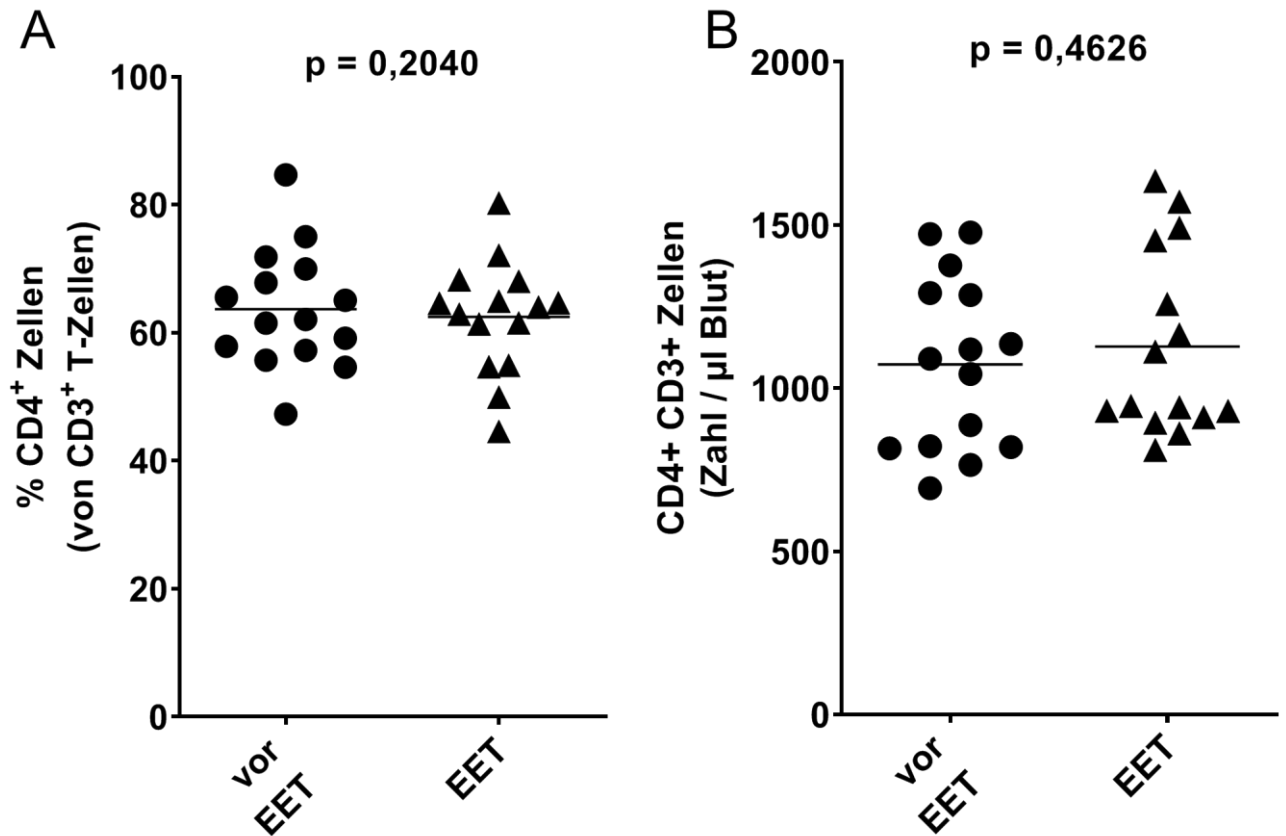 A
p = 0,2040
% CD4⁺ Zellen
(von CD3⁺ T-Zellen)
100
80
60
40
20
0
vor
EET
EET
B
p = 0,4626
CD4+ CD3+ Zellen
(Zahl / µl Blut)
2000
1500
1000
500
0
vor
EET
EET